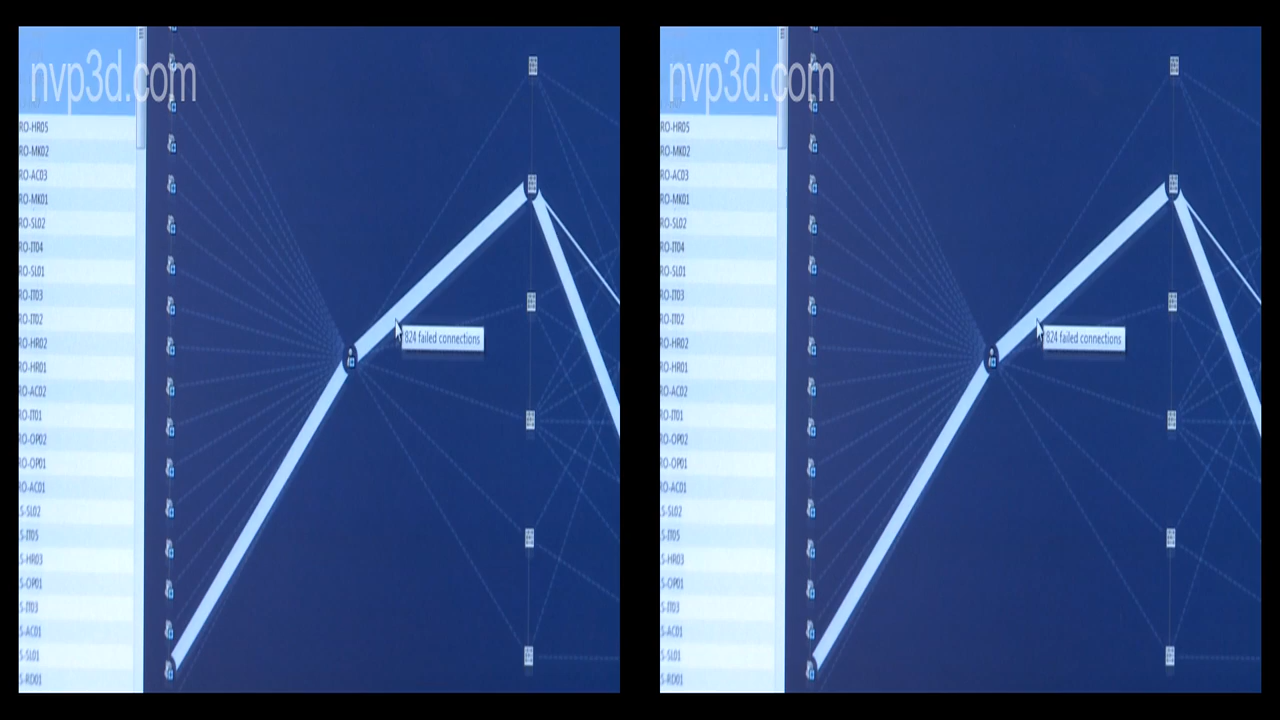 nvp3d.com
RO-HR05
RO-MK02
RO-AC03
RO-MK01
RO-SL02
RO-IT04
RO-SL01
RO-IT03
RO-IT02
RO-HR02
RO-HR01
RO-AC02
RO-IT01
RO-OP02
RO-OP01
RO-AC01
S-SL02
S-IT05
S-HR03
S-OP01
S-IT03
S-AC01
S-SL01
S-RD01
824 failed connections
nvp3d.com
RO-HR05
RO-MK02
RO-AC03
RO-MK01
RO-SL02
RO-IT04
RO-SL01
RO-IT03
RO-IT02
RO-HR02
RO-HR01
RO-AC02
RO-IT01
RO-OP02
RO-OP01
RO-AC01
S-SL02
S-IT05
S-HR03
S-OP01
S-IT03
S-AC01
S-SL01
S-RD01
824 failed connections